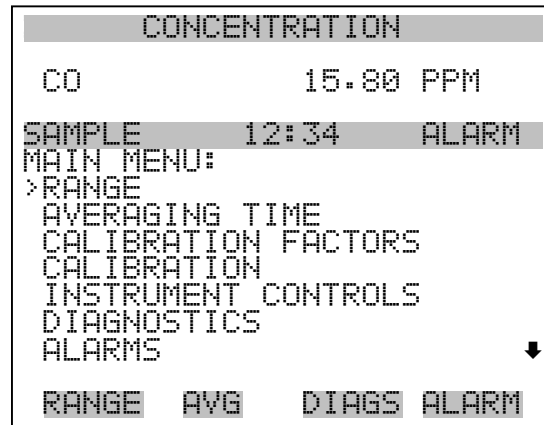 CONCENTRATION
CO 15.80 PPM
SAMPLE 12:34 ALARM
MAIN MENU:
>RANGE
AVERAGING TIME
CALIBRATION FACTORS
CALIBRATION
INSTRUMENT CONTROLS
DIAGNOSTICS
ALARMS
RANGE AVG DIAGS ALARM